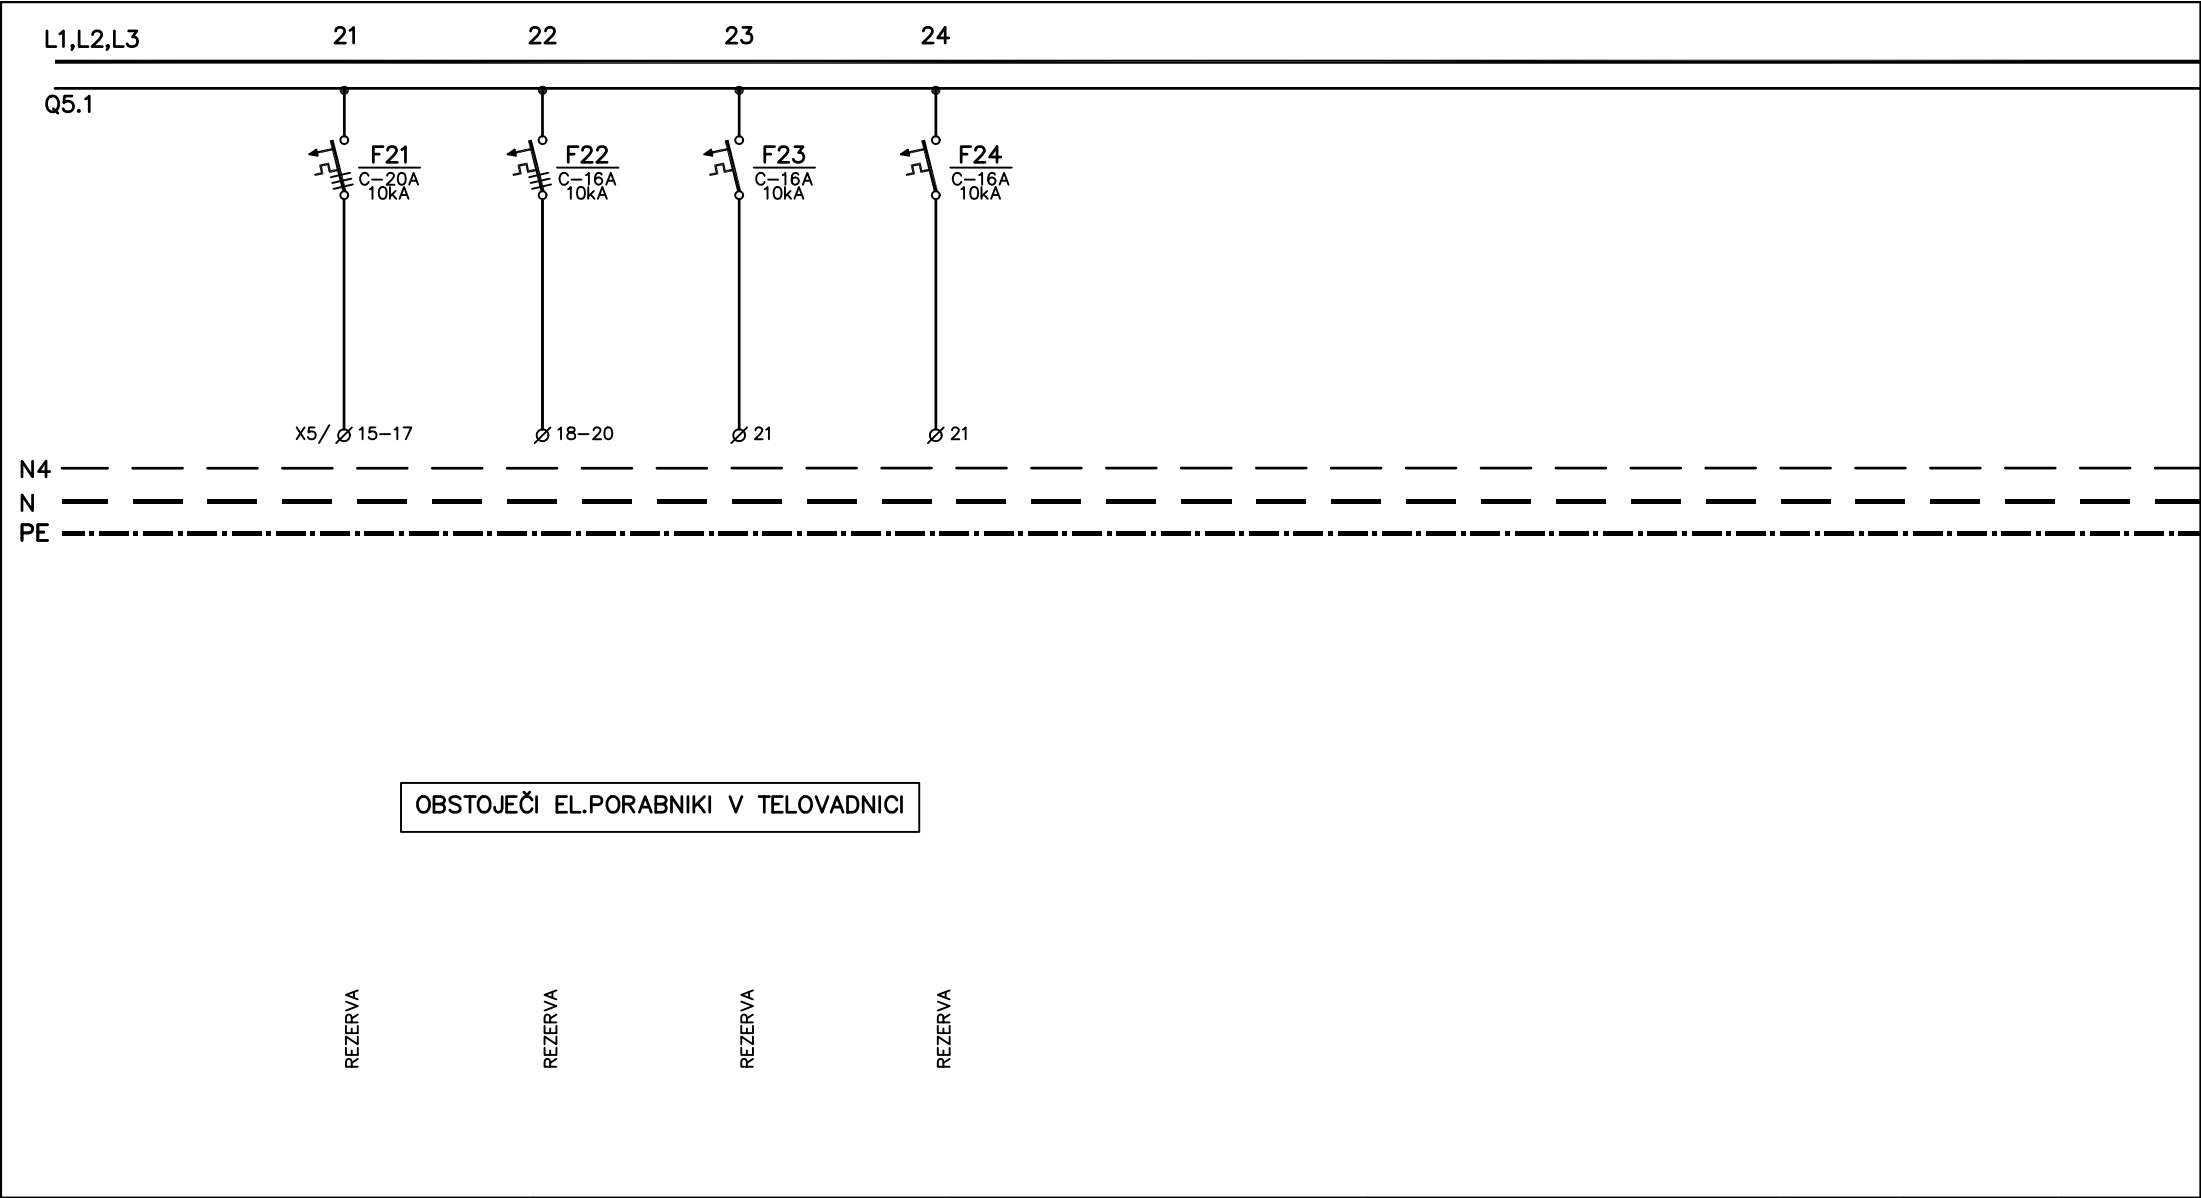 L1,L2,L3 21 22 23 24
Q5.1
F21 F22 F23 F24
C-20A C-16A C-16A C-16A
10kA 10kA 10kA 10kA
X5/ 15-17 18-20 21 21
N4
N
PE
OBSTOJEČI EL.PORABNIKI V TELOVADNICI
REZERVA
REZERVA
REZERVA
REZERVA